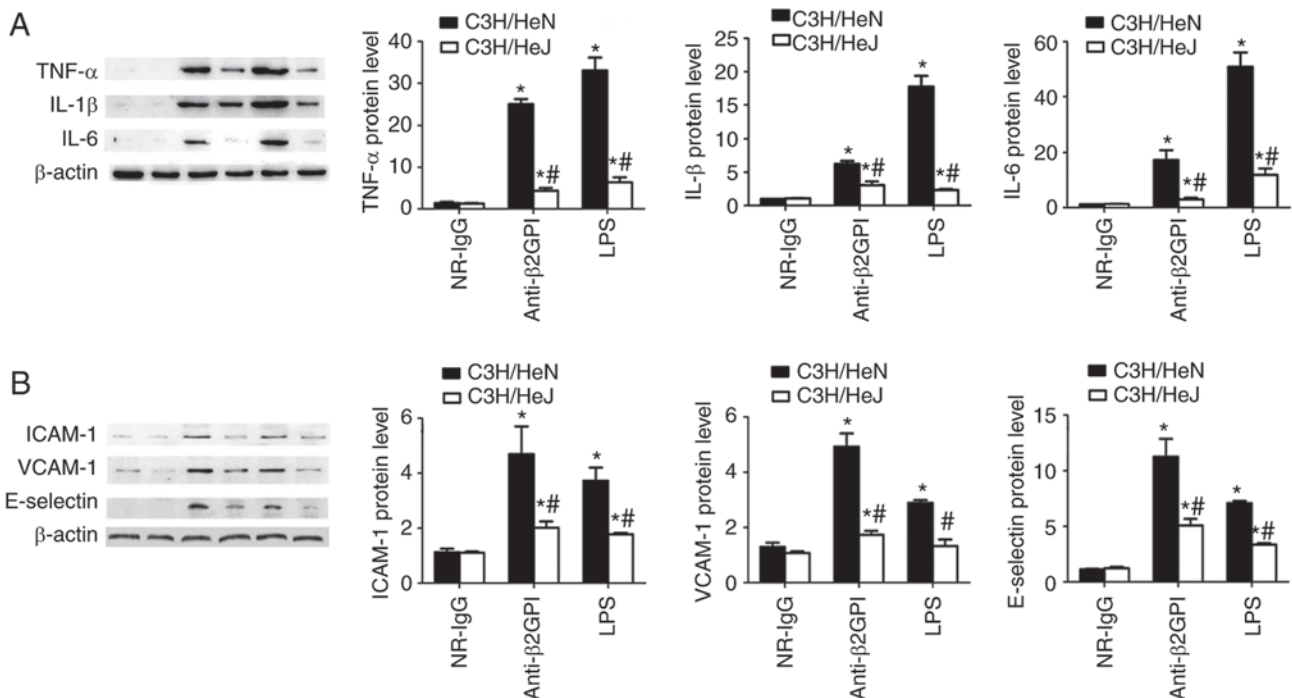 A
TNF-α
IL-1β
IL-6
β-actin
C3H/HeN
C3H/HeJ
TNF-α protein level
40
30
20
10
0
*
*#
*
*#
NR-IgG
Anti-β2GPI
LPS
C3H/HeN
C3H/HeJ
IL-β protein level
25
20
15
10
5
0
*
*#
*
*#
NR-IgG
Anti-β2GPI
LPS
C3H/HeN
C3H/HeJ
IL-6 protein level
60
40
20
0
*
*#
*
*#
NR-IgG
Anti-β2GPI
LPS
B
ICAM-1
VCAM-1
E-selectin
β-actin
C3H/HeN
C3H/HeJ
ICAM-1 protein level
6
4
2
0
*
*#
*
*#
NR-IgG
Anti-β2GPI
LPS
C3H/HeN
C3H/HeJ
VCAM-1 protein level
6
4
2
0
*
*#
*
#
NR-IgG
Anti-β2GPI
LPS
C3H/HeN
C3H/HeJ
E-selectin protein level
15
10
5
0
*
*#
*
*#
NR-IgG
Anti-β2GPI
LPS